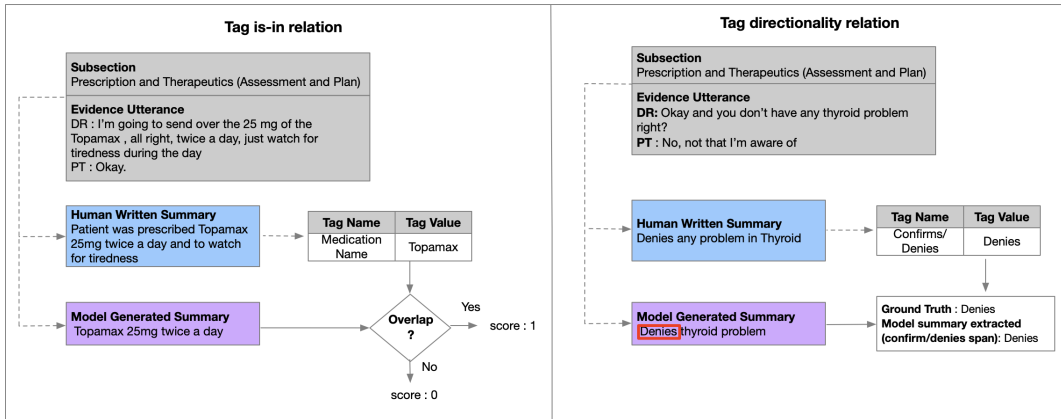 Tag is-in relation
Subsection
Prescription and Therapeutics (Assessment and Plan)
Evidence Utterance
DR : I'm going to send over the 25 mg of the
Topamax , all right, twice a day, just watch for
tiredness during the day
PT : Okay.
Human Written Summary
Patient was prescribed Topamax
25mg twice a day and to watch
for tiredness
Tag Name Tag Value
Medication
Name
Topamax
Model Generated Summary
Topamax 25mg twice a day
Overlap
?
Yes
score : 1
No
score : 0
Tag directionality relation
Subsection
Prescription and Therapeutics (Assessment and Plan)
Evidence Utterance
DR: Okay and you don't have any thyroid problem
right?
PT : No, not that I'm aware of
Human Written Summary
Denies any problem in Thyroid
Tag Name Tag Value
Confirms/
Denies
Denies
Model Generated Summary
Denies thyroid problem
Ground Truth : Denies
Model summary extracted
(confirm/denies span): Denies